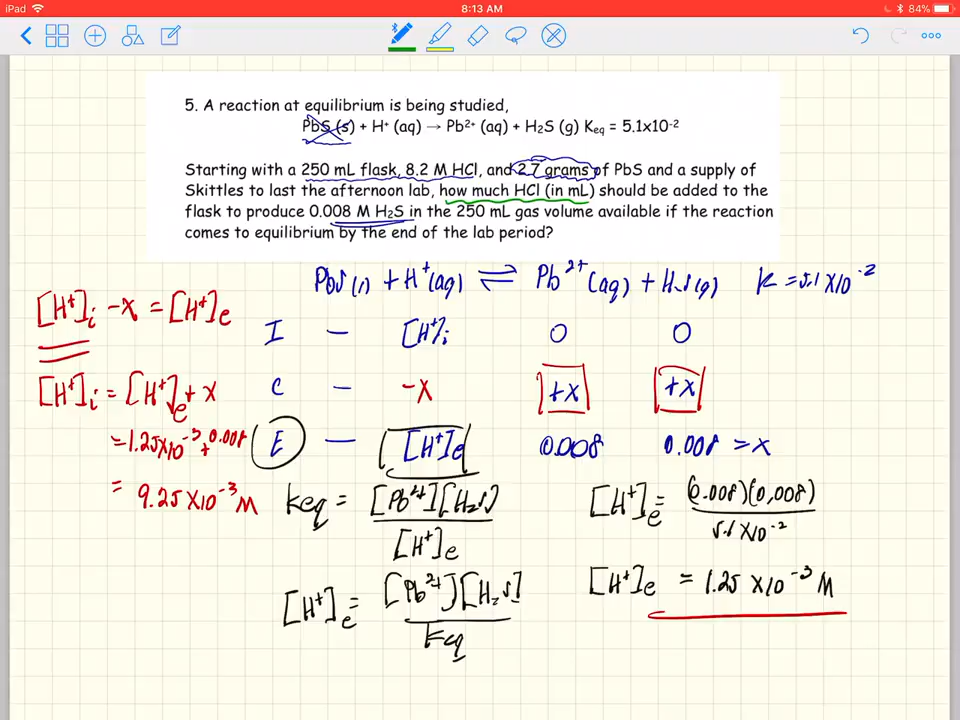 iPad 8:13 AM 84%
5. A reaction at equilibrium is being studied,
PbS (s) + H⁺ (aq) → Pb²⁺ (aq) + H2S (g) Keq = 5.1x10⁻²
Starting with a 250 mL flask, 8.2 M HCl, and 2.7 grams of PbS and a supply of
Skittles to last the afternoon lab, how much HCl (in mL) should be added to the
flask to produce 0.008 M H2S in the 250 mL gas volume available if the reaction
comes to equilibrium by the end of the lab period?
PbS(s) + H⁺(aq) ⇌ Pb²⁺(aq) + H₂S(g) K = 5.1 x10⁻²
[H⁺]i - x = [H⁺]e
I – [H⁺]i 0 0
[H⁺]i = [H⁺]e + x
C – -x +x +x
= 1.25x10⁻³ + 0.008
E – [H⁺]e 0.008 0.008 = x
= 9.25 x10⁻³ M
Keq = [Pb²⁺][H₂S] / [H⁺]e
[H⁺]e = (0.008)(0.008) / 5.1 x10⁻²
[H⁺]e = [Pb²⁺][H₂S] / Keq
[H⁺]e = 1.25 x10⁻³ M